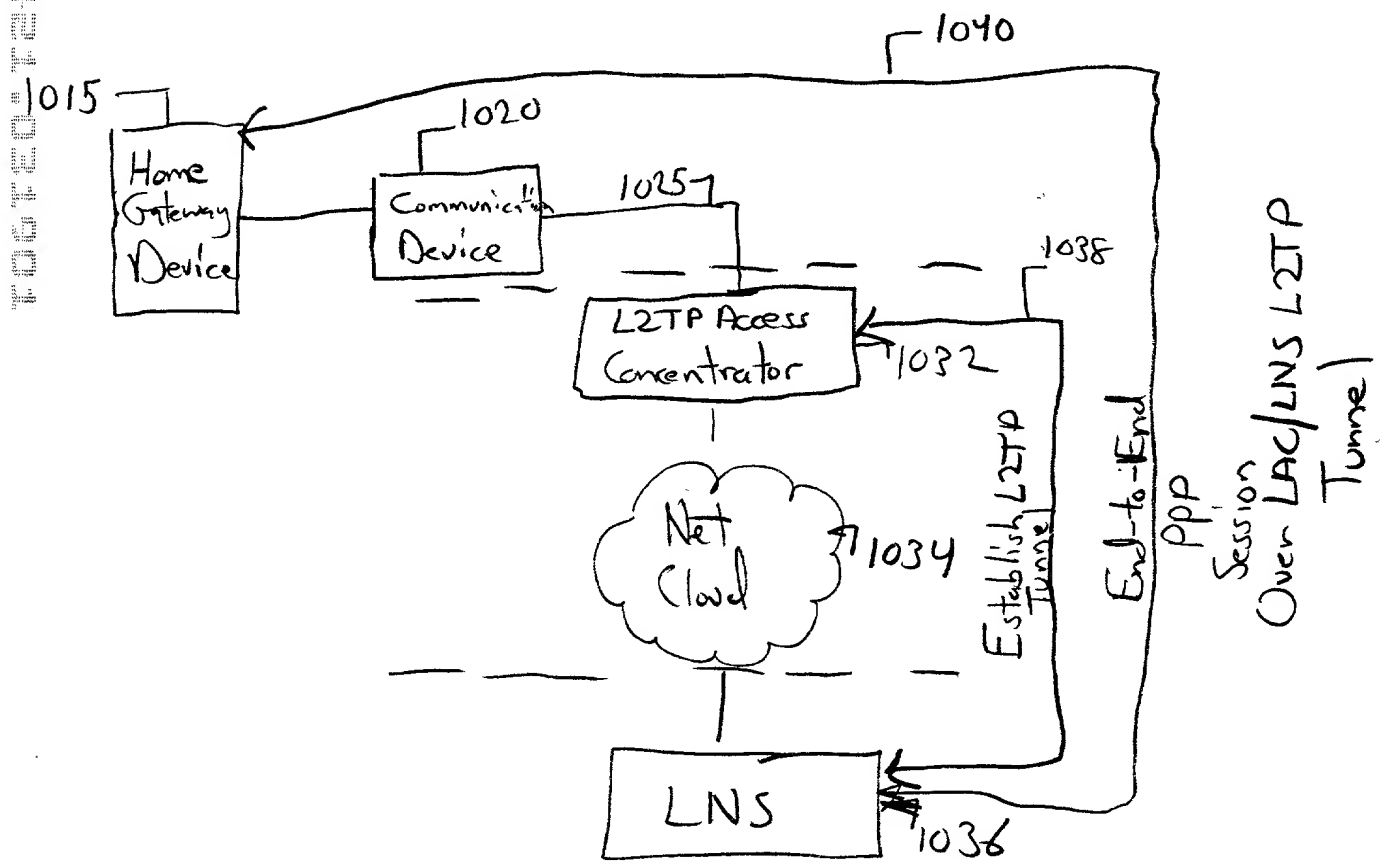 1040
1015
1020
Home
Gateway
Device
Communication
Device
1025
1038
L2TP Access
Concentrator
1032
Net
Cloud
1034
Establish L2TP
Tunnel
End-to-End
PPP
Session
Over LAC/LNS L2TP
Tunnel
LNS
1036